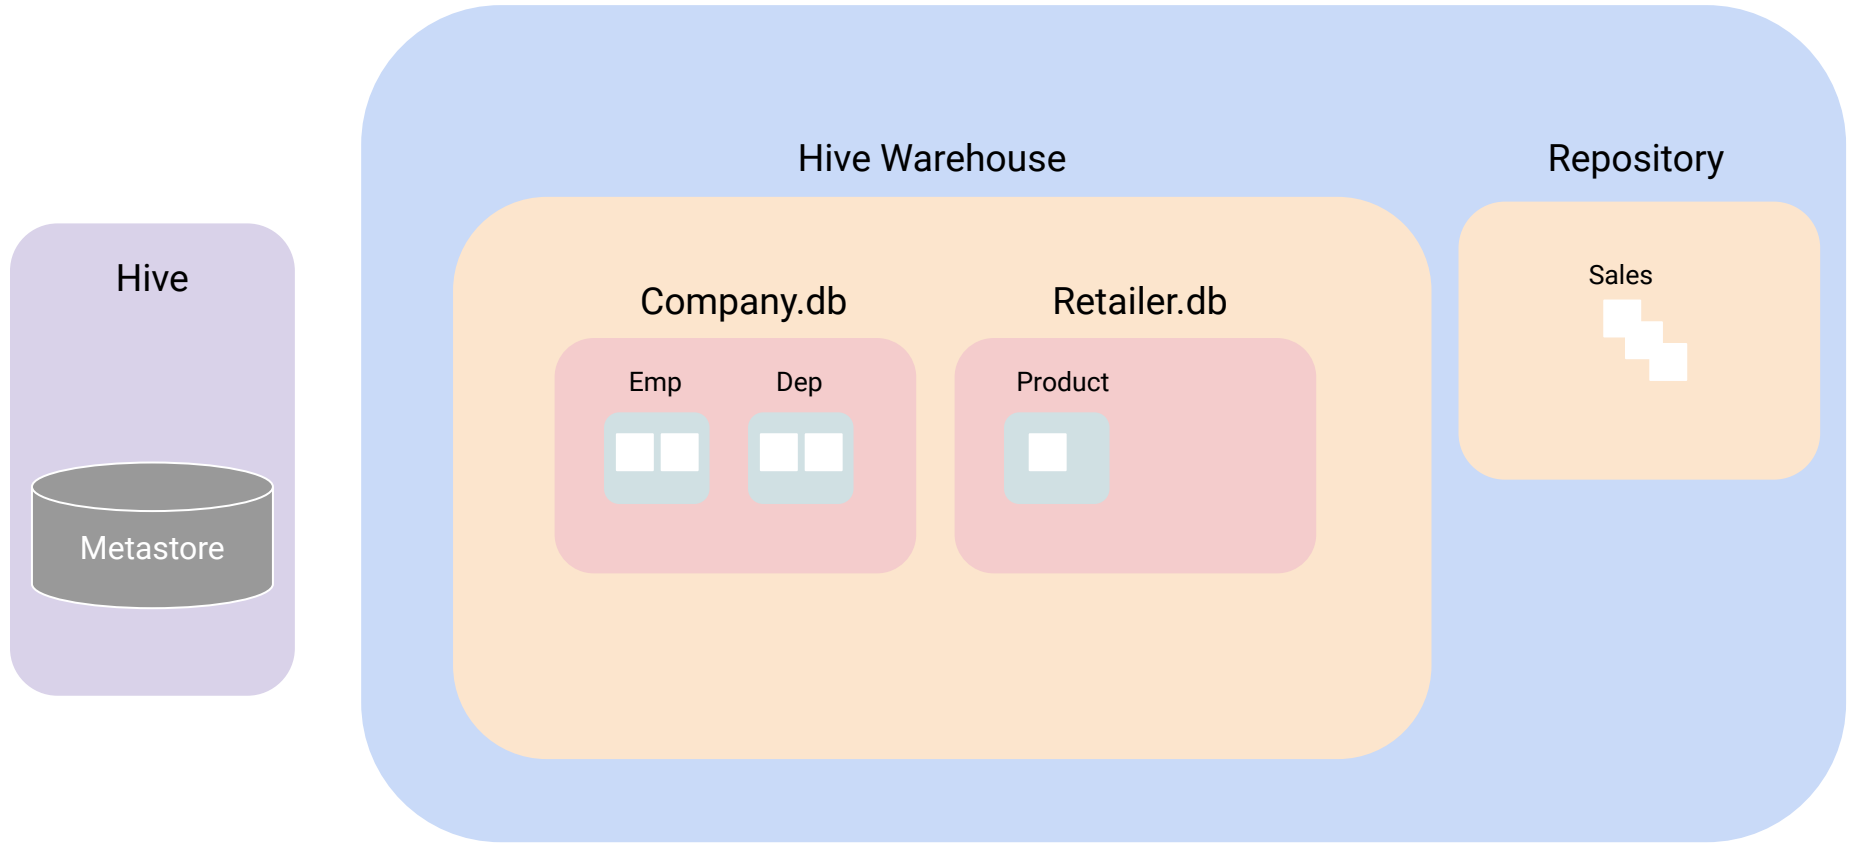 Hive Warehouse
Repository
Hive
Sales
Company.db
Retailer.db
Emp
Dep
Product
Metastore